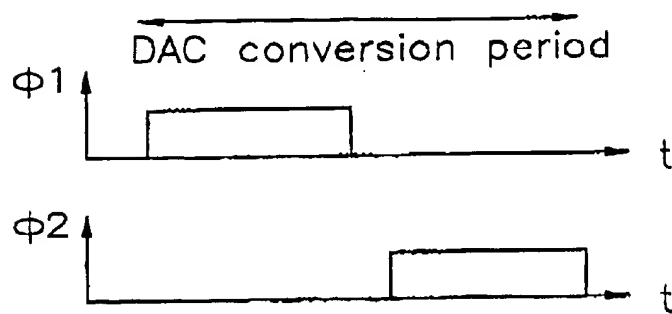 DAC conversion period
Φ1
t
Φ2
t